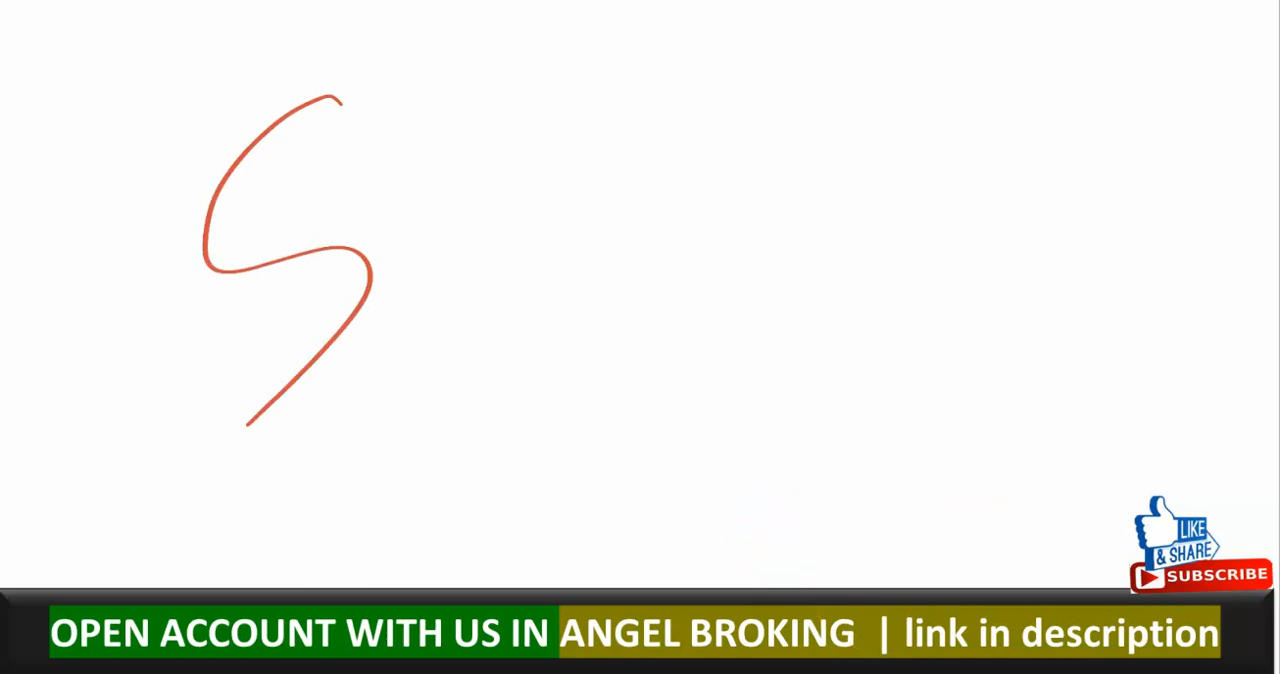 S
LIKE
& SHARE
SUBSCRIBE
OPEN ACCOUNT WITH US IN ANGEL BROKING | link in description